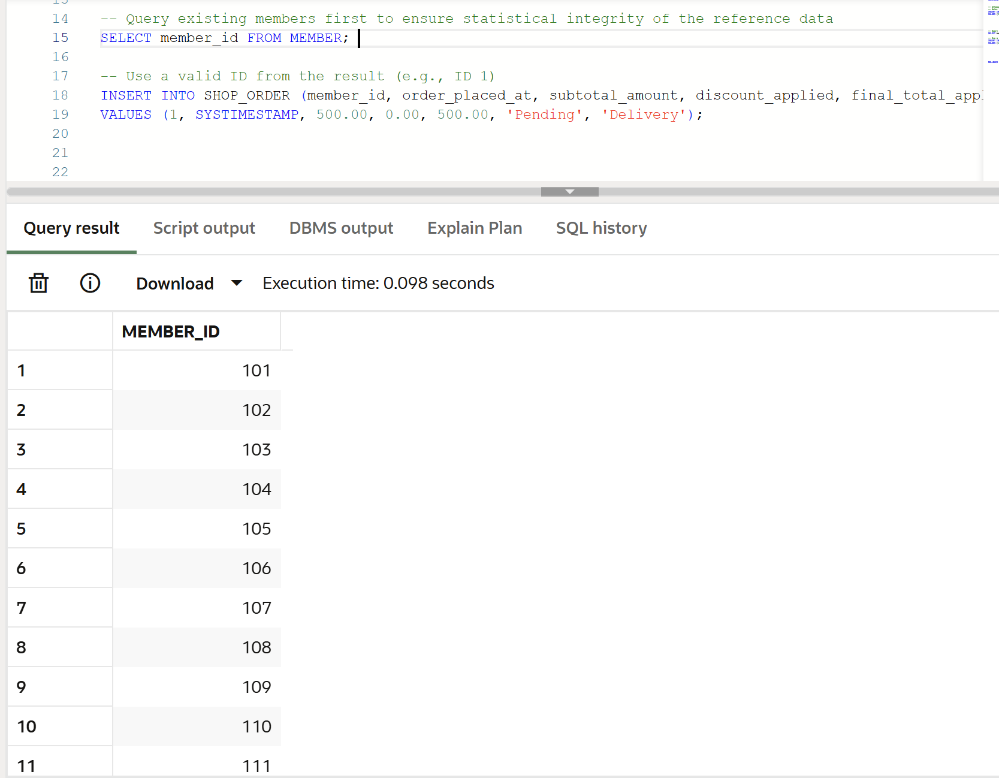 14 -- Query existing members first to ensure statistical integrity of the reference data
15 SELECT member_id FROM MEMBER;
16
17 -- Use a valid ID from the result (e.g., ID 1)
18 INSERT INTO SHOP_ORDER (member_id, order_placed_at, subtotal_amount, discount_applied, final_total_app
19 VALUES (1, SYSTIMESTAMP, 500.00, 0.00, 500.00, 'Pending', 'Delivery');
20
21
22
Query result Script output DBMS output Explain Plan SQL history
Download Execution time: 0.098 seconds
MEMBER_ID
1 101
2 102
3 103
4 104
5 105
6 106
7 107
8 108
9 109
10 110
11 111